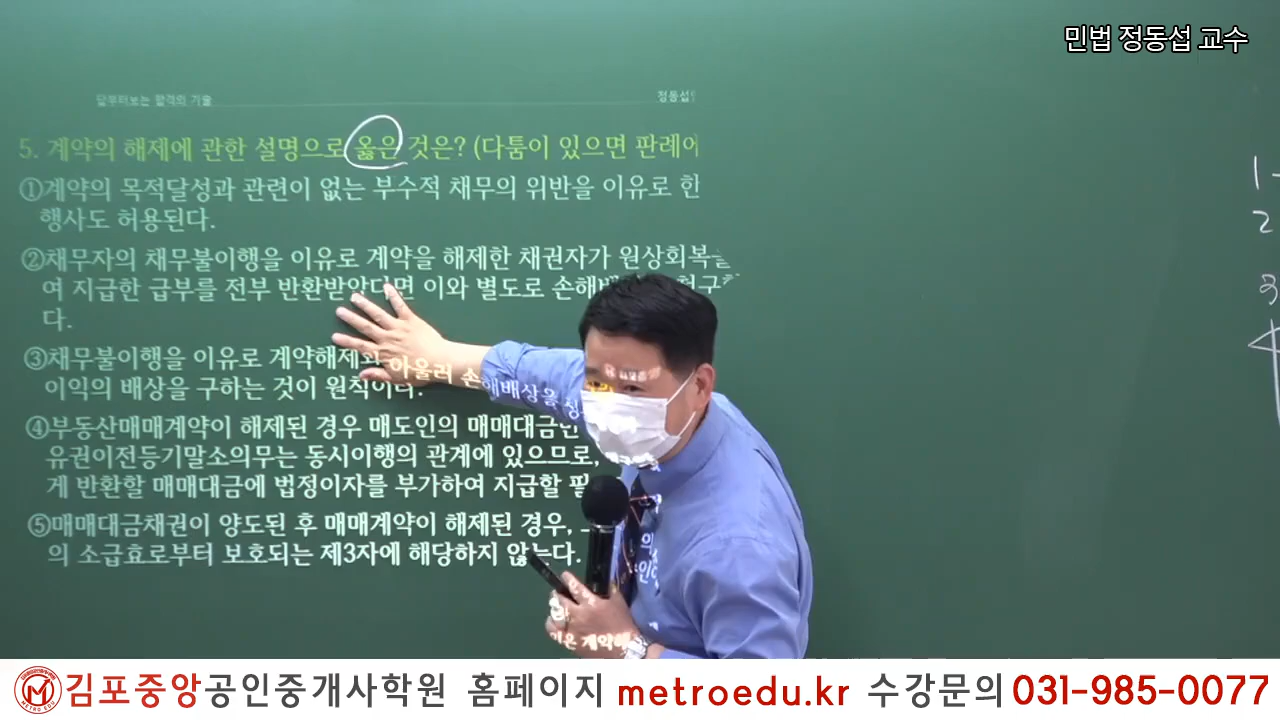 민법 정동섭 교수
답부터보는 합격의 기술
정동섭
5. 계약의 해제에 관한 설명으로 옳은 것은? (다툼이 있으면 판례에
①계약의 목적달성과 관련이 없는 부수적 채무의 위반을 이유로 한
행사도 허용된다.
②채무자의 채무불이행을 이유로 계약을 해제한 채권자가 원상회복을
여 지급한 급부를 전부 반환받았다면 이와 별도로
다.
③채무불이행을 이유로 계약해제와 아울러 손해배상을
이익의 배상을 구하는 것이 원칙이다.
④부동산매매계약이 해제된 경우 매도인의 매매대금반
유권이전등기말소의무는 동시이행의 관계에 있으므로,
게 반환할 매매대금에 법정이자를 부가하여 지급할 필
⑤매매대금채권이 양도된 후 매매계약이 해제된 경우,
의 소급효로부터 보호되는 제3자에 해당하지 않는다.
1
2
3
4
METRO EDU
김포중앙공인중개사학원 홈페이지 metroedu.kr 수강문의 031-985-0077